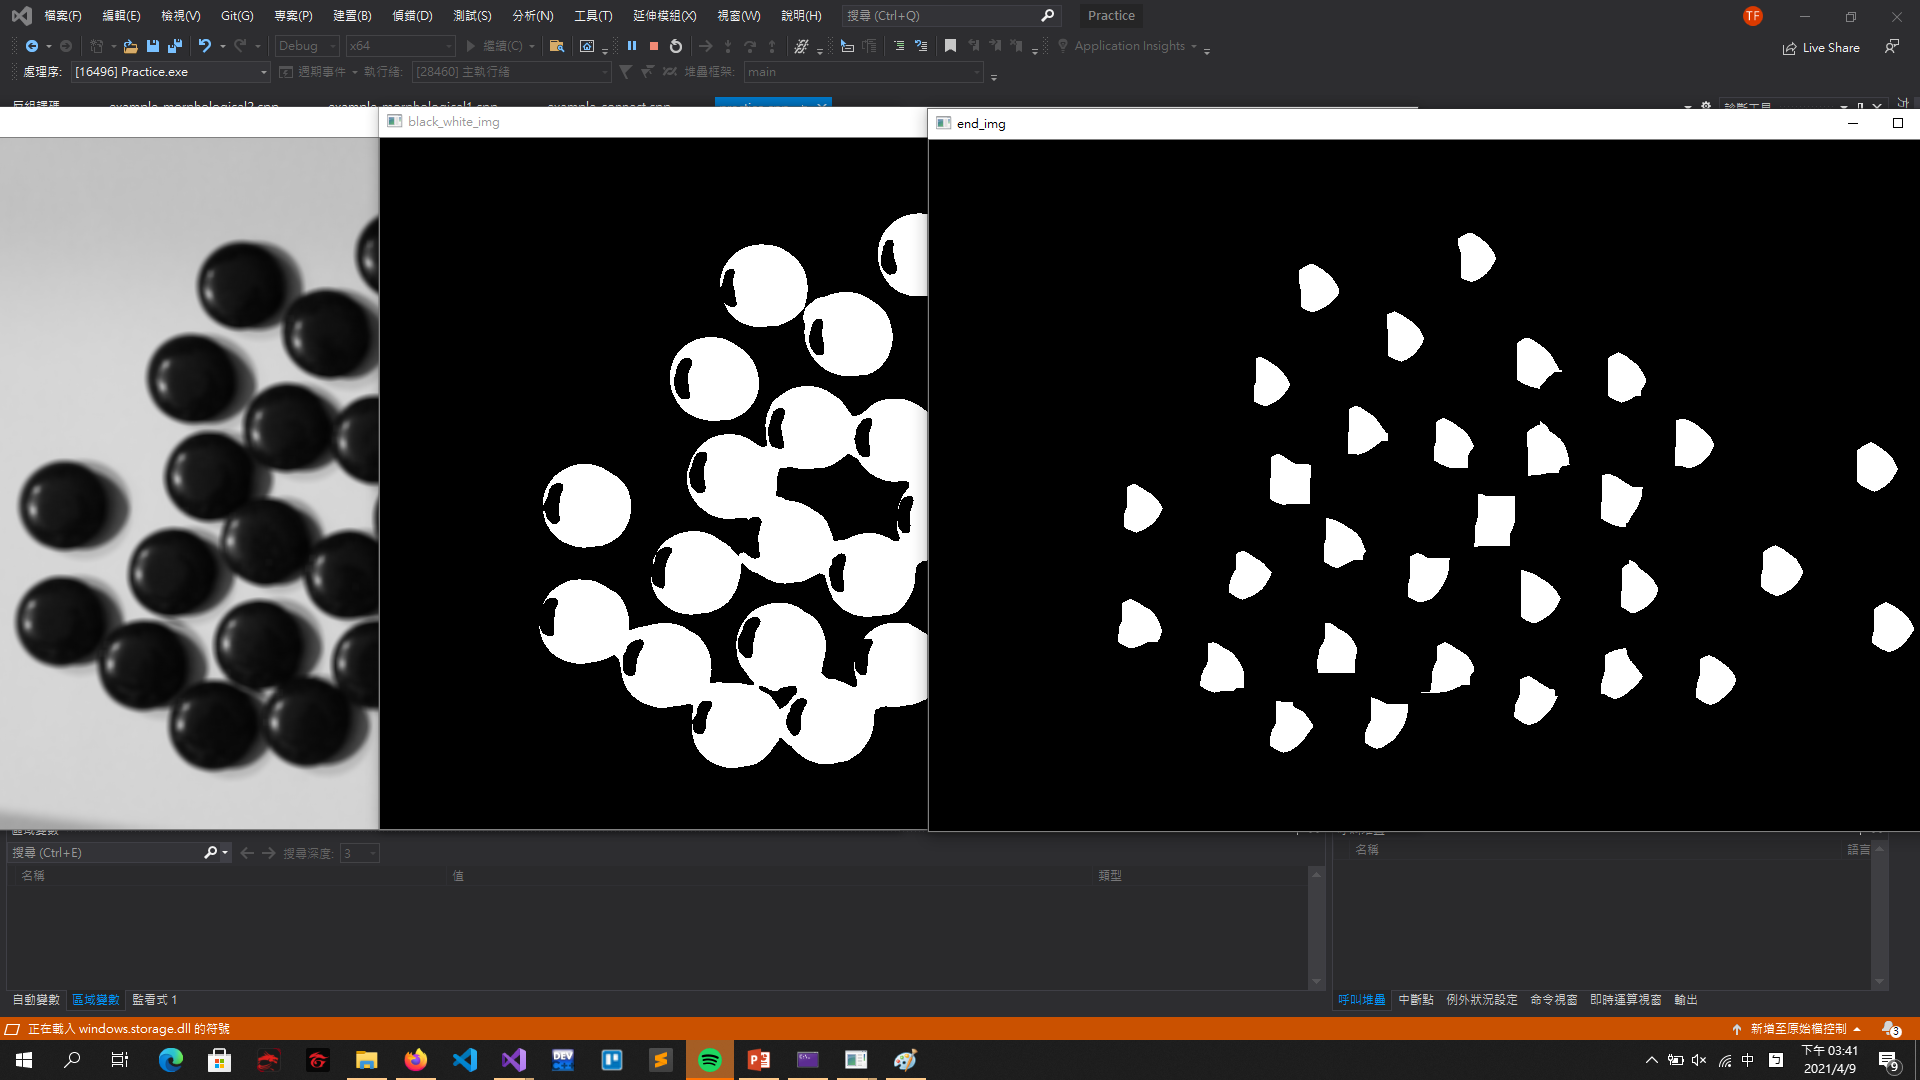 檔案(F) 編輯(E) 檢視(V) Git(G) 專案(P) 建置(B) 偵錯(D) 測試(S) 分析(N) 工具(T) 延伸模組(X) 視窗(W) 說明(H) 搜尋 (Ctrl+Q) Practice TF
Debug x64 繼續(C) Application Insights Live Share
處理序: [16496] Practice.exe 週期事件 執行緒: [28460] 主執行緒 堆疊框架: main
black_white_img
end_img
搜尋 (Ctrl+E) 搜尋深度: 3
名稱 值 類型
名稱 語言
自動變數 區域變數 監看式 1
呼叫堆疊 中斷點 例外狀況設定 命令視窗 即時運算視窗 輸出
正在載入 windows.storage.dll 的符號
新增至原始檔控制 3
DEV
中
下午 03:41
2021/4/9
9